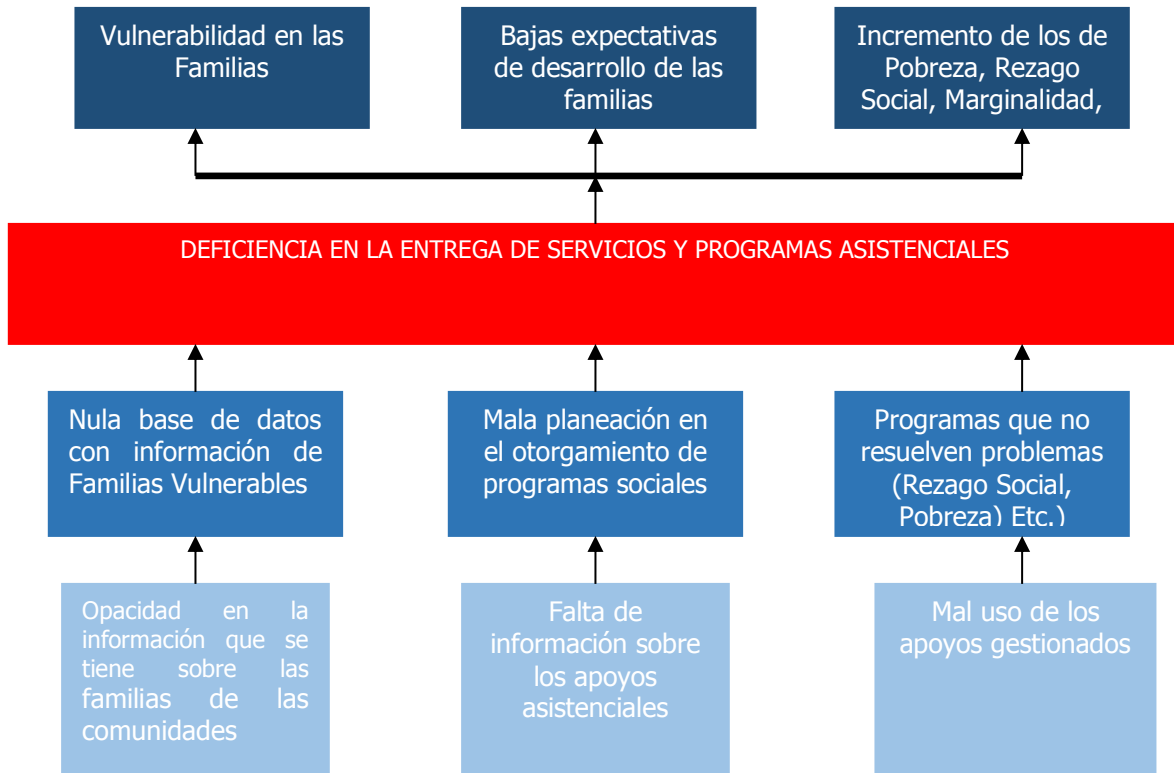 Vulnerabilidad en las
Familias
Bajas expectativas
de desarrollo de las
familias
Incremento de los de
Pobreza, Rezago
Social, Marginalidad,
DEFICIENCIA EN LA ENTREGA DE SERVICIOS Y PROGRAMAS ASISTENCIALES
Nula base de datos
con información de
Familias Vulnerables
Mala planeación en
el otorgamiento de
programas sociales
Programas que no
resuelven problemas
(Rezago Social,
Pobreza) Etc.)
Opacidad en la
información que se
tiene sobre las
familias de las
comunidades
Falta de
información sobre
los apoyos
asistenciales
Mal uso de los
apoyos gestionados